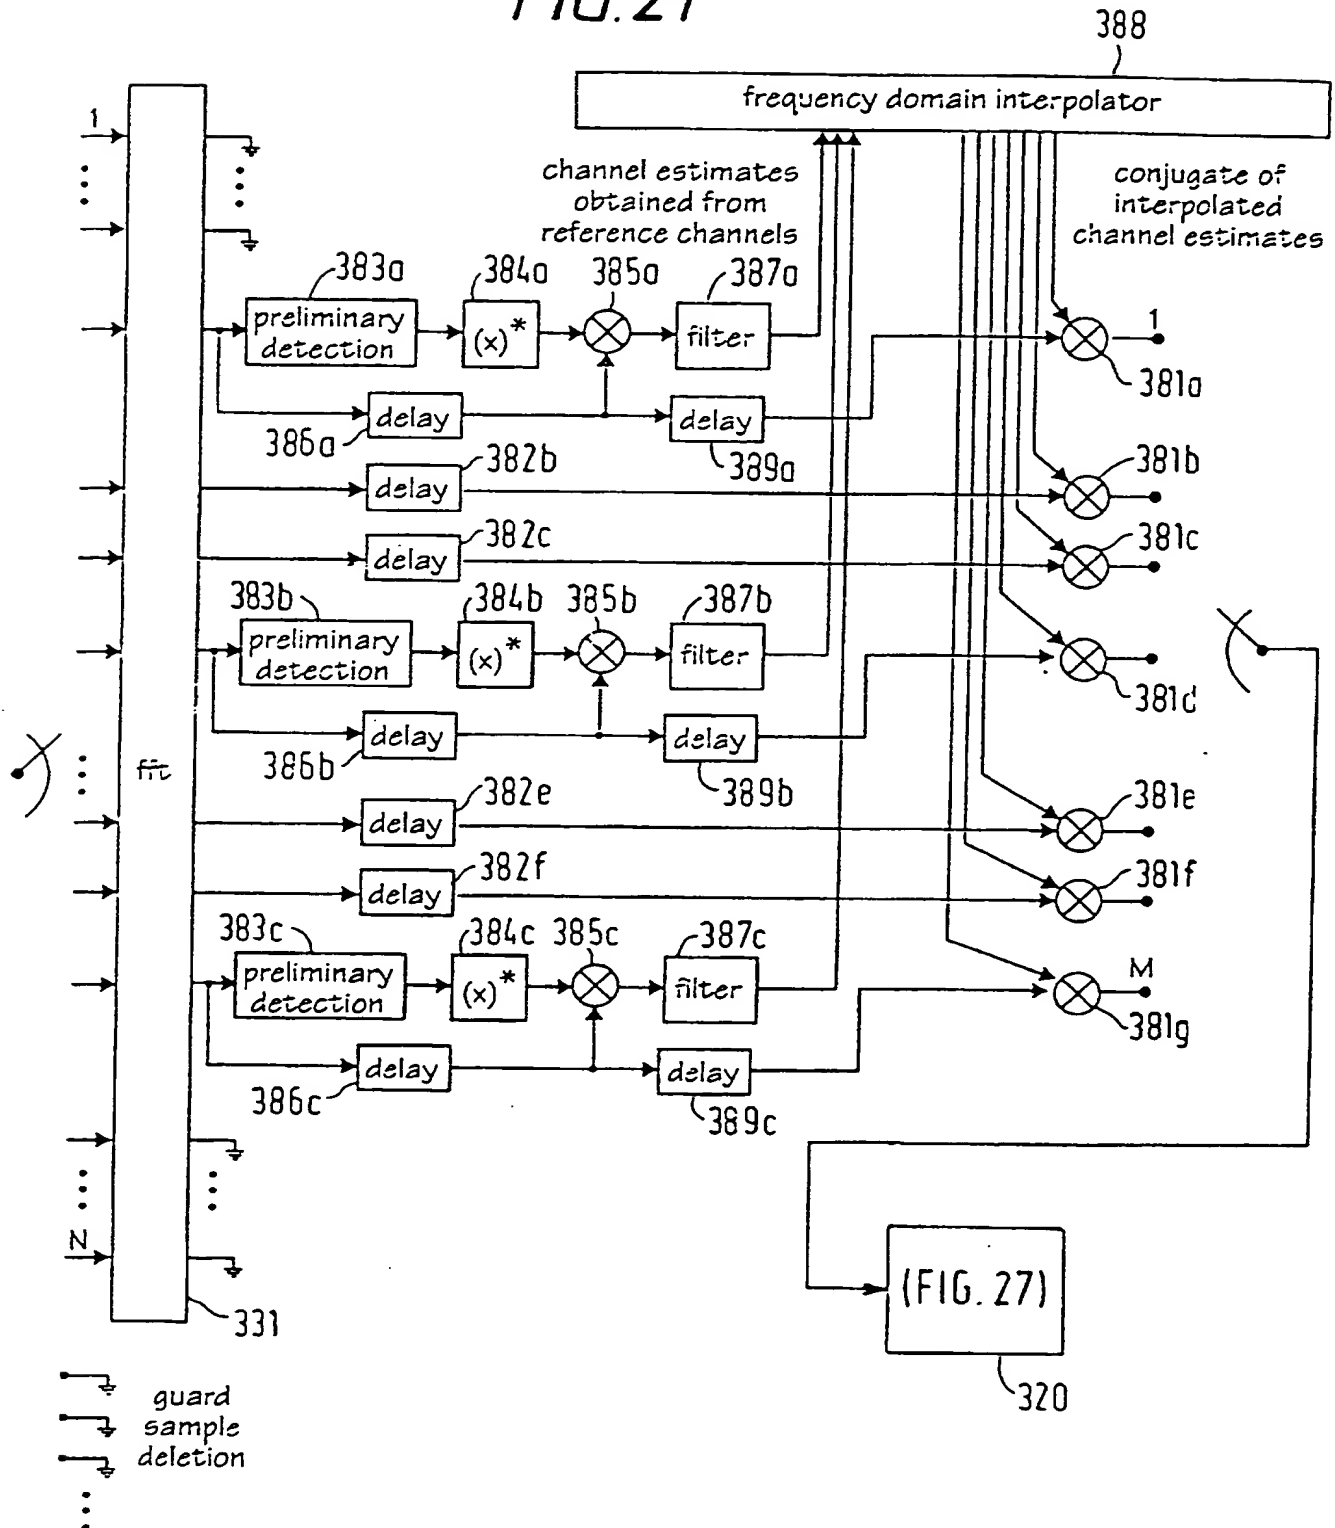 FIG.21
388
frequency domain interpolator
1
channel estimates
obtained from
reference channels
conjugate of
interpolated
channel estimates
383a
384a
385a
387a
preliminary
detection
(x)*
filter
1
381a
delay
386a
delay
389a
382b
delay
381b
382c
delay
381c
383b
384b
385b
387b
preliminary
detection
(x)*
filter
381d
delay
386b
delay
389b
fft
382e
delay
381e
382f
delay
381f
383c
384c
385c
387c
preliminary
detection
(x)*
filter
M
381g
delay
386c
delay
389c
N
331
(FIG. 27)
320
guard
sample
deletion